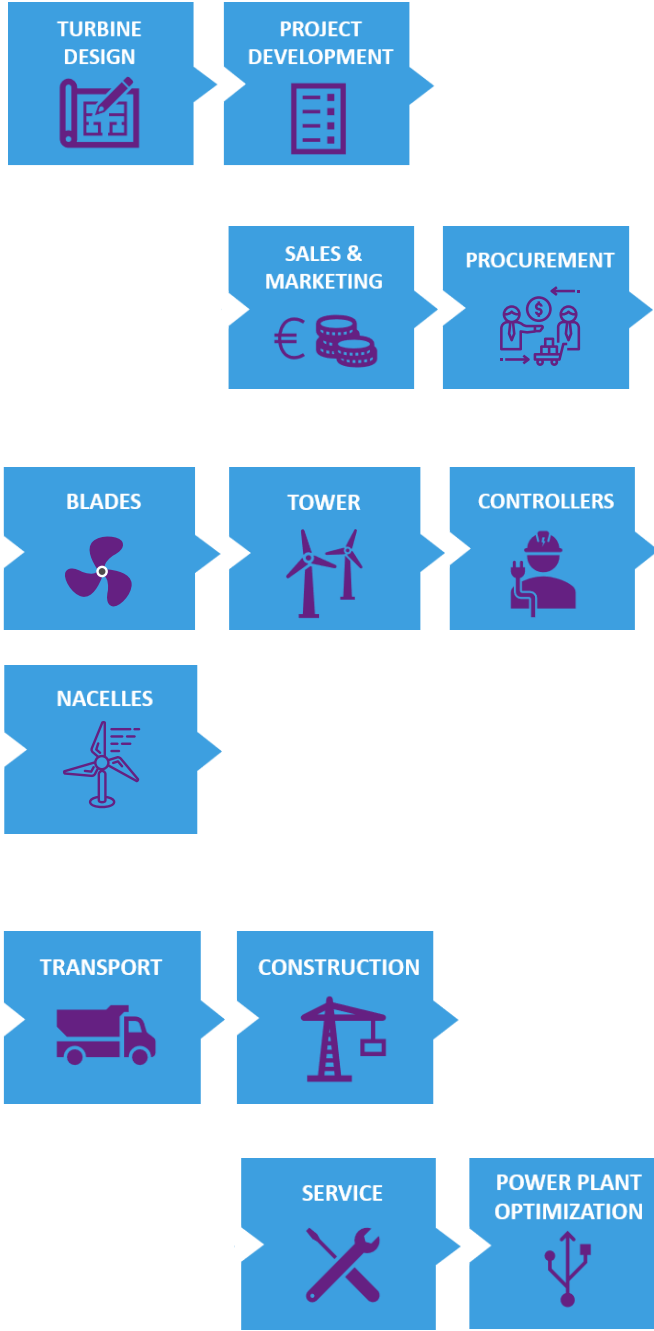 TURBINE
DESIGN
PROJECT
DEVELOPMENT
SALES &
MARKETING
€
PROCUREMENT
$
BLADES
TOWER
CONTROLLERS
NACELLES
TRANSPORT
CONSTRUCTION
SERVICE
POWER PLANT
OPTIMIZATION